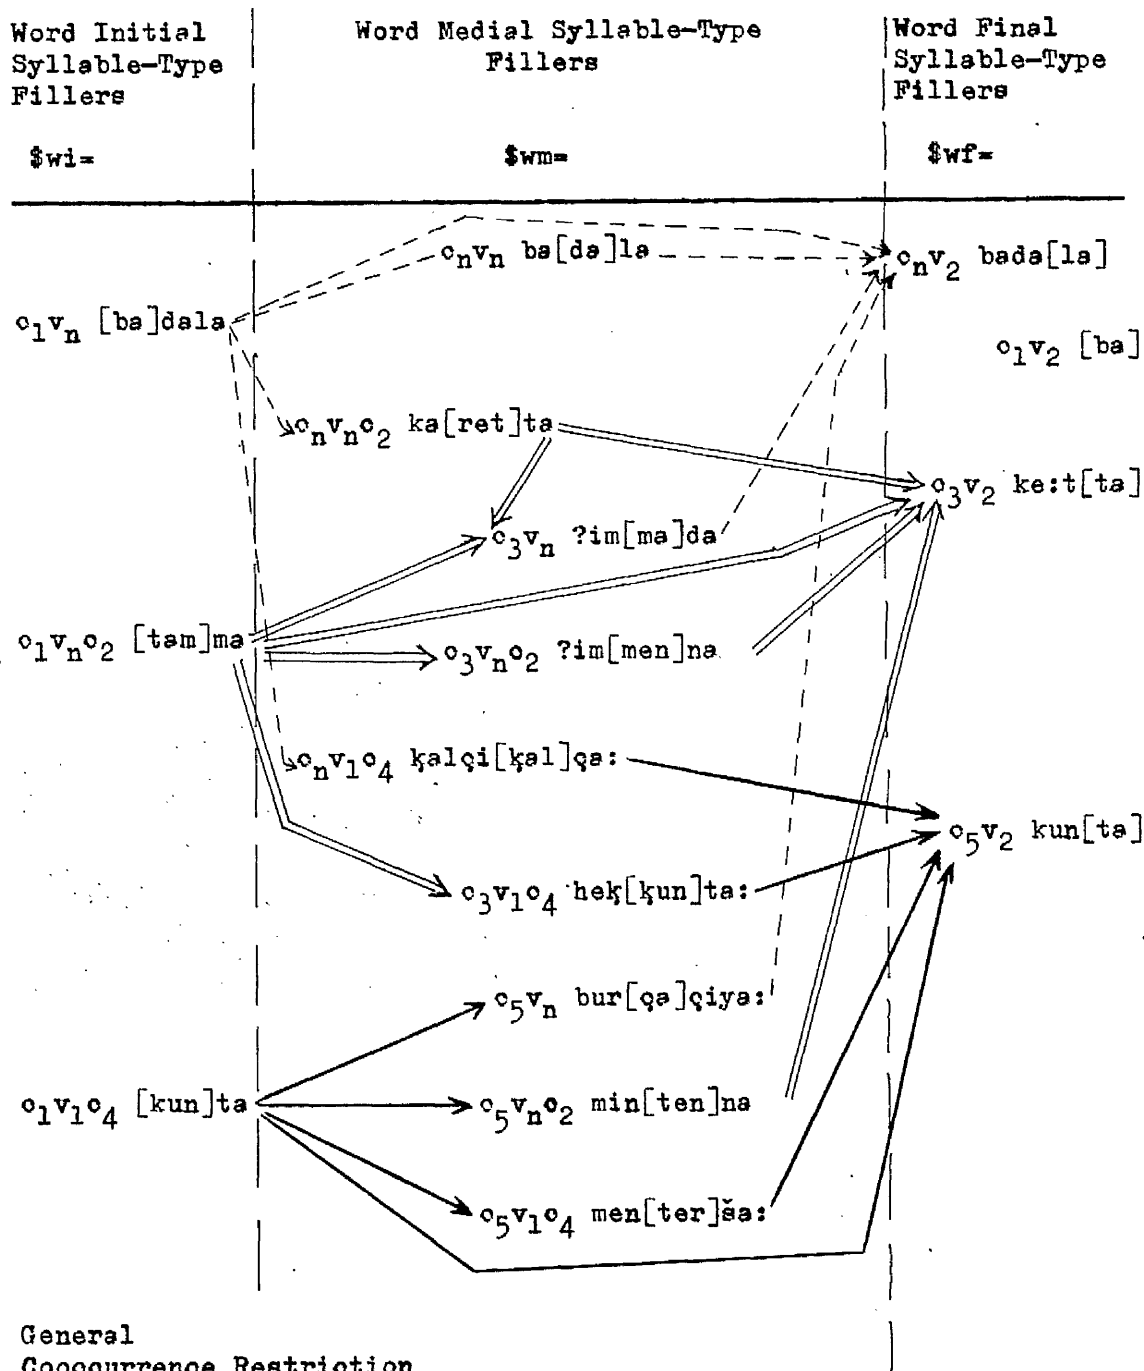 Word Initial
Syllable-Type
Fillers
$wi=
Word Medial Syllable-Type
Fillers
$wm=
Word Final
Syllable-Type
Fillers
$wf=
cnvn ba[da]la
cnv2 bada[la]
c1vn [ba]dala
c1v2 [ba]
cnvnc2 ka[ret]ta
c3v2 ke:t[ta]
c3vn ?im[ma]da
c1vnc2 [tam]ma
c3vnc2 ?im[men]na
cnv1c4 ķalçi[ķal]ça:
c5v2 kun[ta]
c3v1c4 heķ[ķun]ta:
c5vn bur[ça]çiya:
c1v1c4 [kun]ta
c5vnc2 min[ten]na
c5v1c4 men[ter]ša:
General
Cooccurrence Restriction